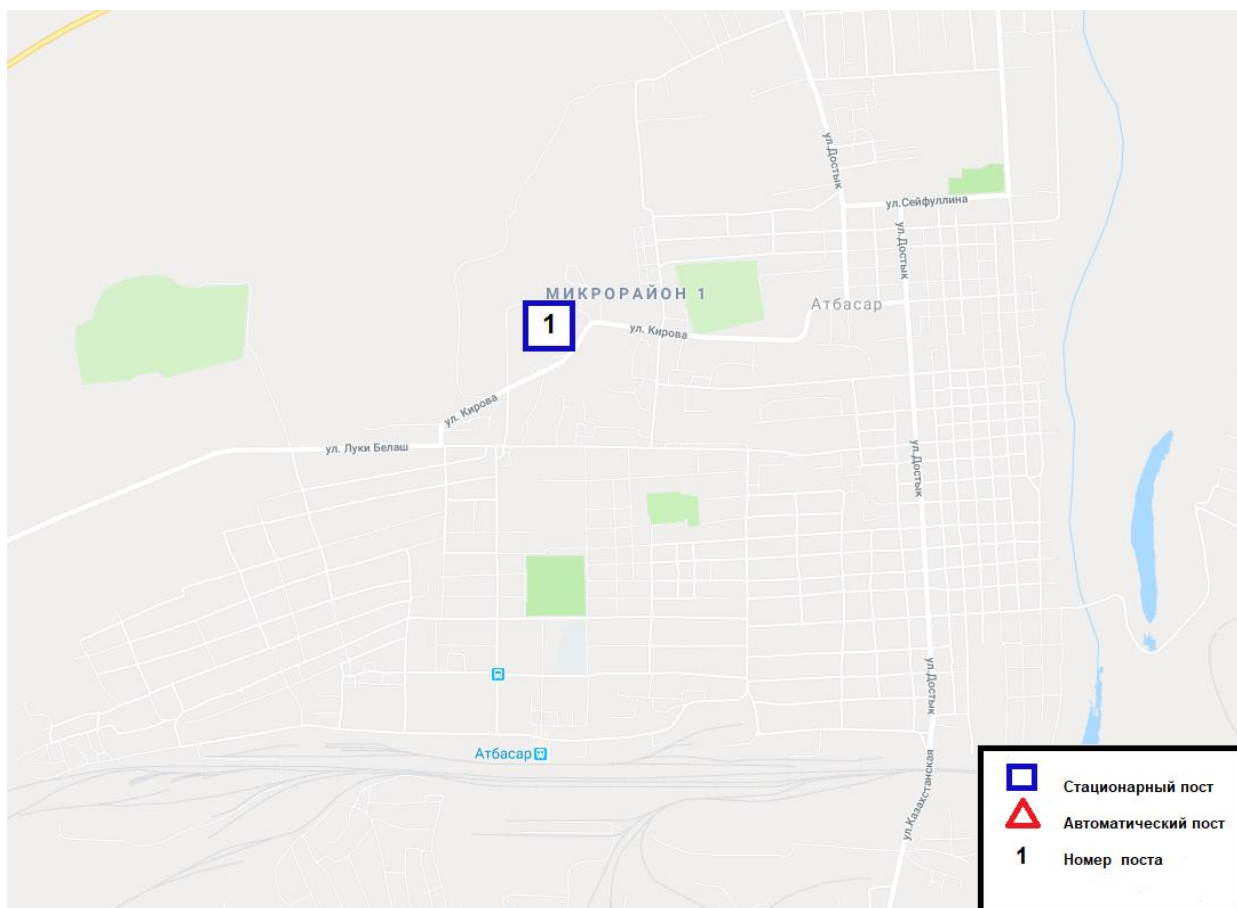 ул.Достык
ул.Сейфуллина
ул.Достык
МИКРОРАЙОН 1
Атбасар
1
ул. Кирова
ул. Кирова
ул. Луки Белаш
ул.Достык
ул.Достык
Атбасар
ул.Казахстанская
Стационарный пост
Автоматический пост
1 Номер поста